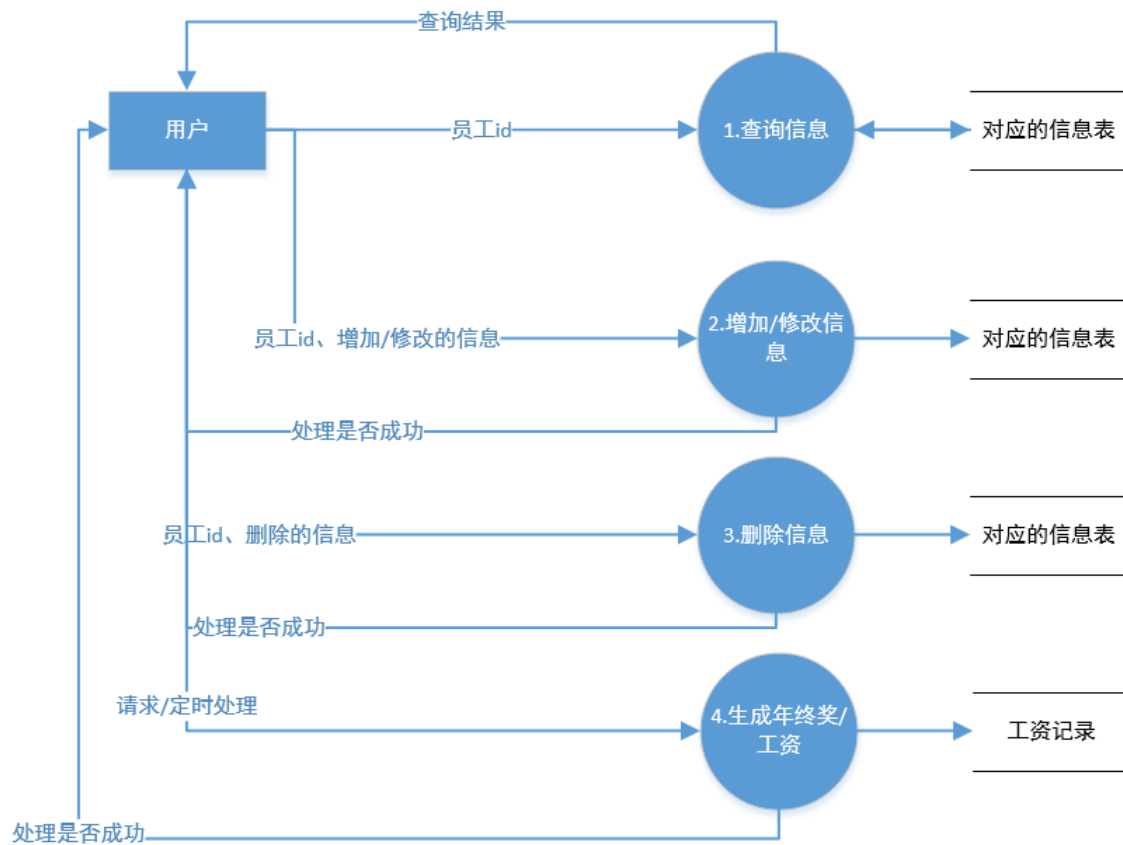 查询结果
用户
员工id
1.查询信息
对应的信息表
员工id、增加/修改的信息
2.增加/修改信
息
对应的信息表
处理是否成功
员工id、删除的信息
3.删除信息
对应的信息表
处理是否成功
请求/定时处理
4.生成年终奖/
工资
工资记录
处理是否成功